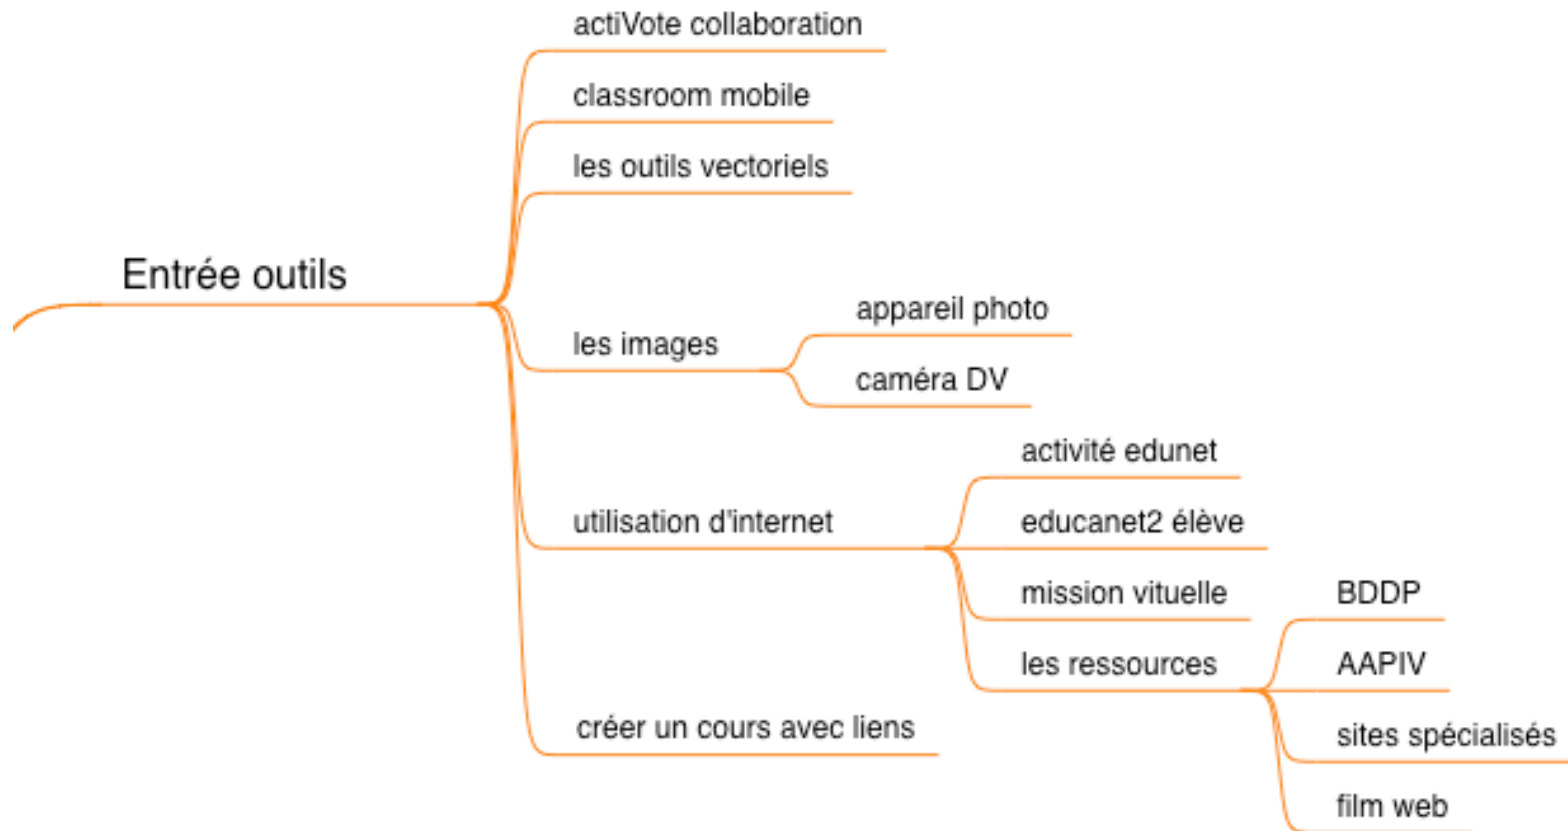 actiVote collaboration
classroom mobile
les outils vectoriels
Entrée outils
les images
appareil photo
caméra DV
utilisation d'internet
activité edunet
educanet2 élève
mission vituelle
les ressources
BDDP
AAPIV
sites spécialisés
film web
créer un cours avec liens